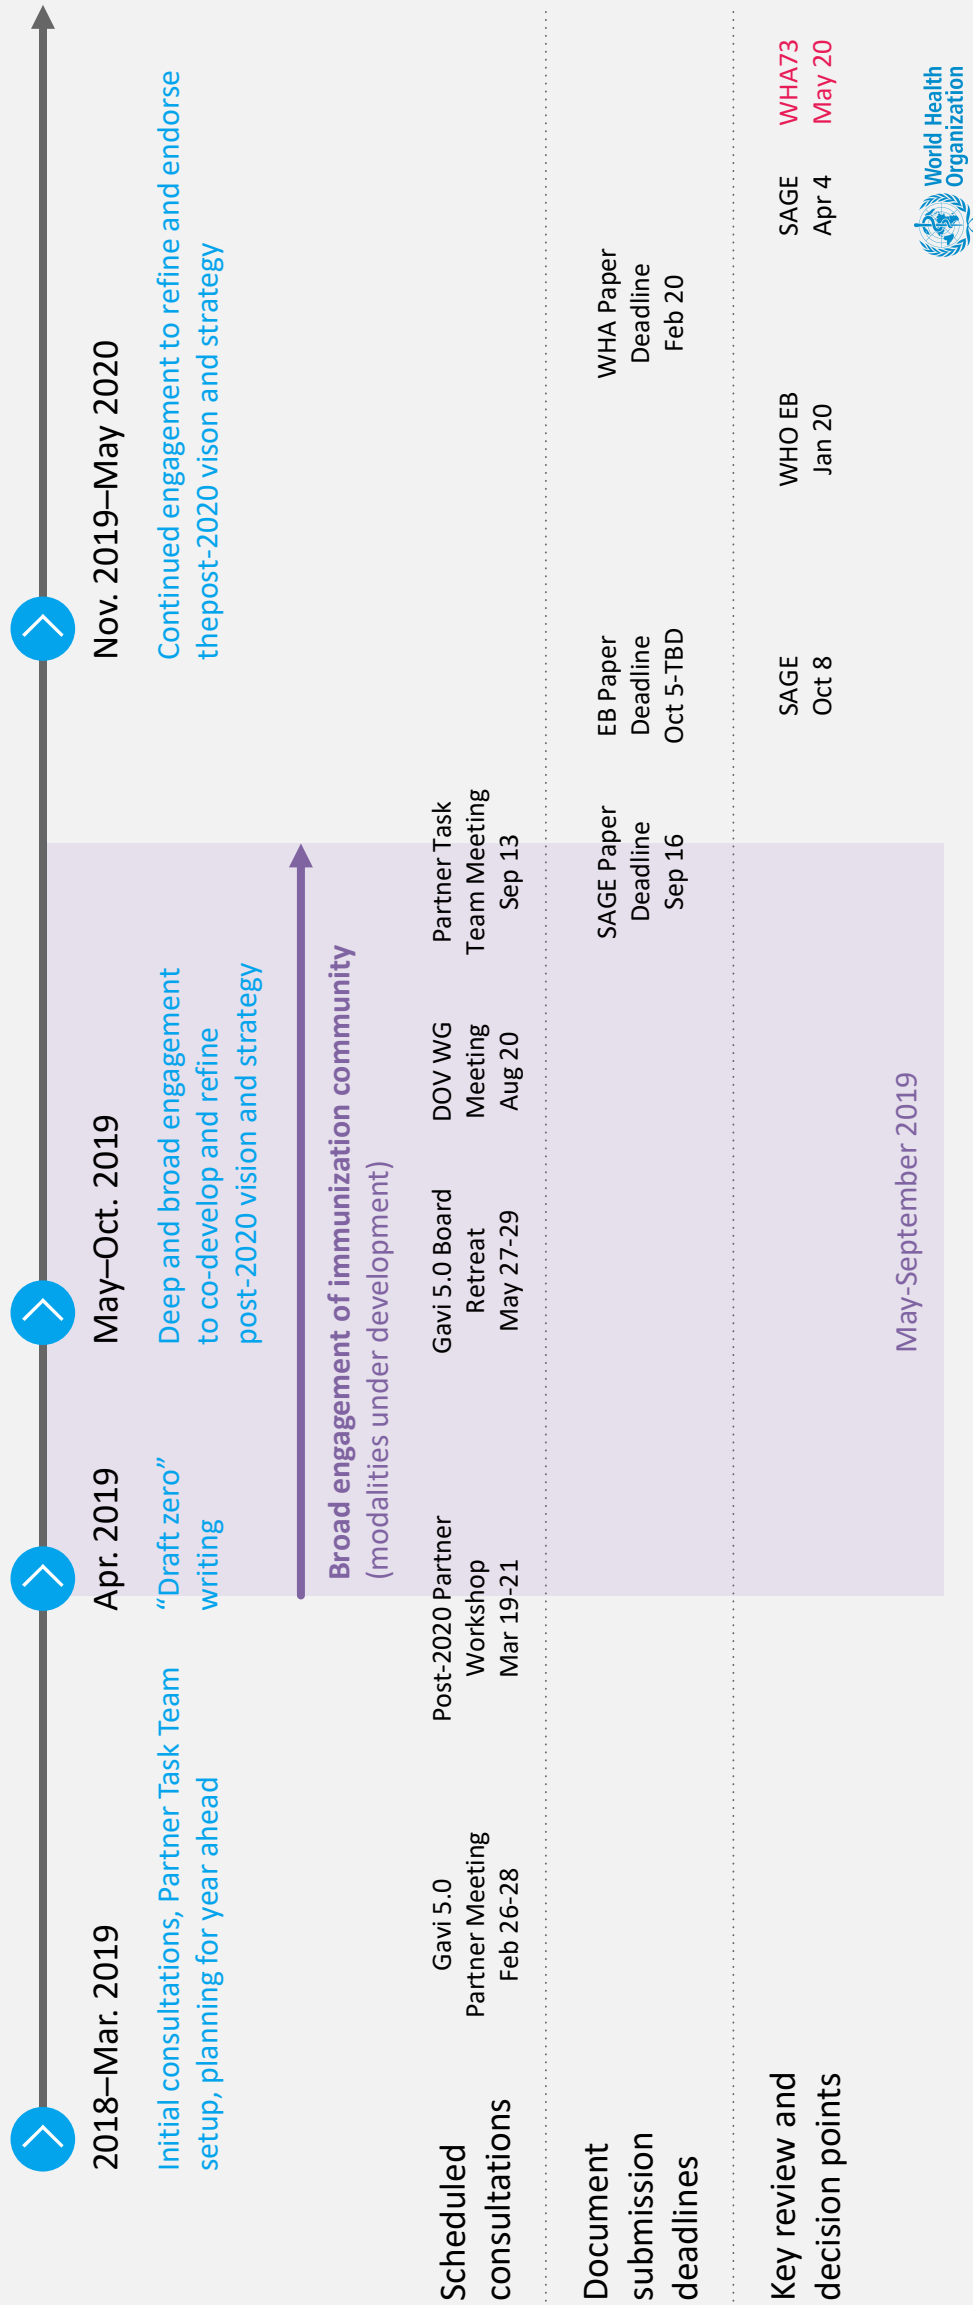 2018–Mar. 2019
Initial consultations, Partner Task Team
setup, planning for year ahead
Apr. 2019
“Draft zero”
writing
May–Oct. 2019
Deep and broad engagement
to co-develop and refine
post-2020 vision and strategy
Nov. 2019–May 2020
Continued engagement to refine and endorse
thepost-2020 vison and strategy
Broad engagement of immunization community
(modalities under development)
Scheduled
consultations
Gavi 5.0
Partner Meeting
Feb 26-28
Post-2020 Partner
Workshop
Mar 19-21
Gavi 5.0 Board
Retreat
May 27-29
DOV WG
Meeting
Aug 20
Partner Task
Team Meeting
Sep 13
Document
submission
deadlines
SAGE Paper
Deadline
Sep 16
EB Paper
Deadline
Oct 5-TBD
WHA Paper
Deadline
Feb 20
Key review and
decision points
SAGE
Oct 8
WHO EB
Jan 20
SAGE
Apr 4
WHA73
May 20
May-September 2019
World Health
Organization